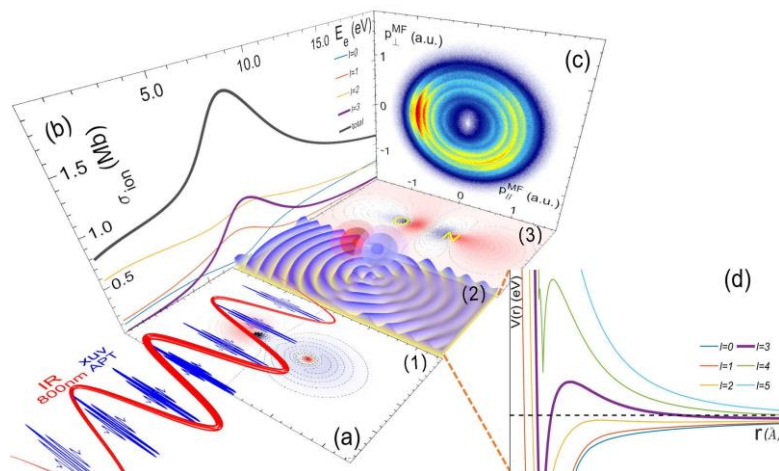 (b)
5.0
10.0
15.0
E_e (eV)
l=0
l=1
l=2
l=3
total
σ_ion (Mb)
1.5
1.0
0.5
p⊥^MF (a.u.)
(c)
1
0
-1
-1
0
1
p//^MF (a.u.)
(3)
O
N
(2)
(1)
(a)
IR
800nm
XUV
APT
(d)
V(r) (eV)
l=0
l=1
l=2
l=3
l=4
l=5
r(Å)